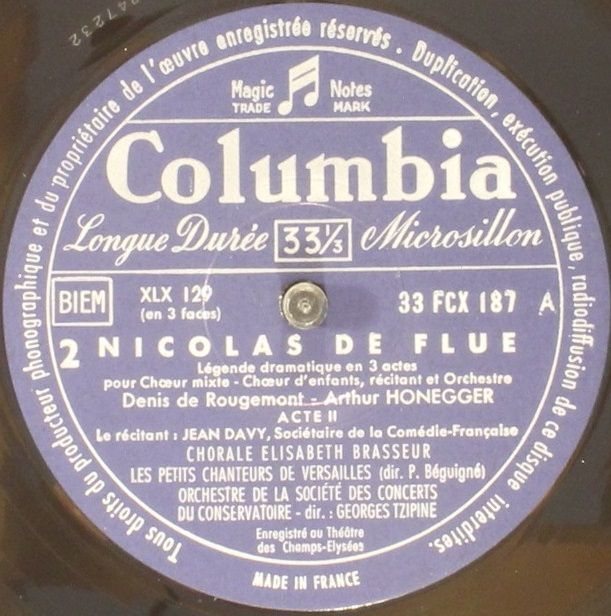 Tous droits du producteur phonographique et du propriétaire de l'œuvre enregistrée réservés. Duplication, exécution publique, radiodiffusion de ce disque interdites.
247232
Magic Notes
TRADE MARK
Columbia
Longue Durée 33⅓ Microsillon
BIEM XLX 129 33 FCX 187 A
(en 3 faces)
2 NICOLAS DE FLUE
Légende dramatique en 3 actes
pour Chœur mixte - Chœur d'enfants, récitant et Orchestre
Denis de Rougemont - Arthur HONEGGER
ACTE II
Le récitant : JEAN DAVY, Sociétaire de la Comédie-Française
CHORALE ELISABETH BRASSEUR
LES PETITS CHANTEURS DE VERSAILLES (dir. P. Béguigné)
ORCHESTRE DE LA SOCIÉTÉ DES CONCERTS
DU CONSERVATOIRE - dir. : GEORGES TZIPINE
Enregistré au Théâtre
des Champs-Elysées
MADE IN FRANCE